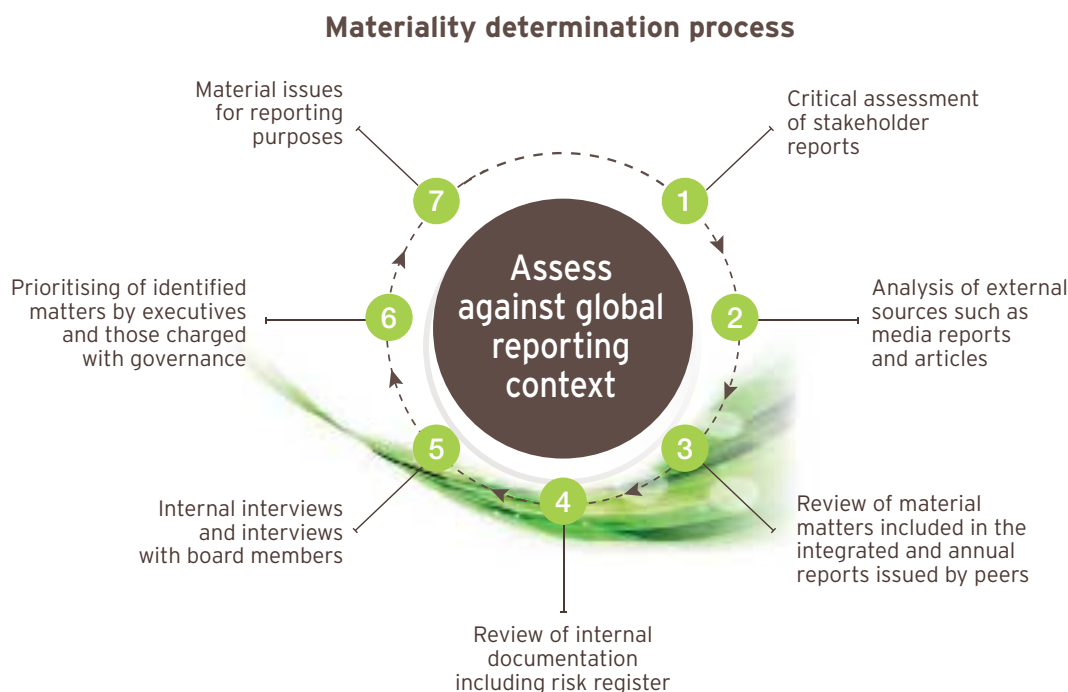 Materiality determination process
Material issues
for reporting
purposes
7
Critical assessment
of stakeholder
reports
1
Analysis of external
sources such as
media reports
and articles
2
Review of material
matters included in the
integrated and annual
reports issued by peers
3
Review of internal
documentation
including risk register
4
Internal interviews
and interviews
with board members
5
Prioritising of identified
matters by executives
and those charged
with governance
6
Assess
against global
reporting
context